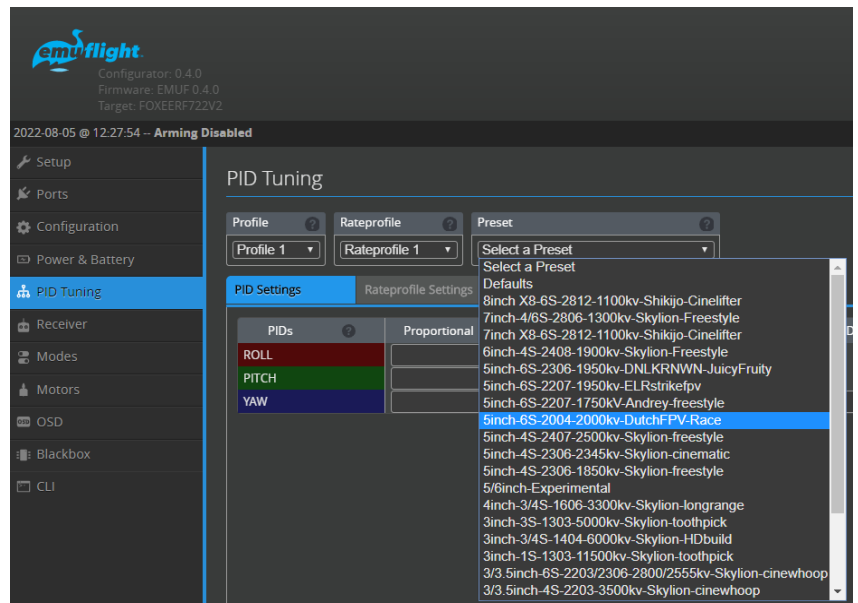 emuflight
Configurator: 0.4.0
Firmware: EMUF 0.4.0
Target: FOXEERF722V2
2022-08-05 @ 12:27:54 -- Arming Disabled
Setup
Ports
Configuration
Power & Battery
PID Tuning
Receiver
Modes
Motors
OSD
OSD
Blackbox
CLI
PID Tuning
Profile ? Rateprofile ? Preset ?
Profile 1 Rateprofile 1 Select a Preset
PID Settings Rateprofile Settings
PIDs ? Proportional D
ROLL
PITCH
YAW
Select a Preset
Defaults
8inch X8-6S-2812-1100kv-Shikijo-Cinelifter
7inch-4/6S-2806-1300kv-Skylion-Freestyle
7inch X8-6S-2812-1100kv-Shikijo-Cinelifter
6inch-4S-2408-1900kv-Skylion-Freestyle
5inch-6S-2306-1950kv-DNLKRNWN-JuicyFruity
5inch-6S-2207-1950kv-ELRstrikefpv
5inch-6S-2207-1750KV-Andrey-freestyle
5inch-6S-2004-2000kv-DutchFPV-Race
5inch-4S-2407-2500kv-Skylion-freestyle
5inch-4S-2306-2345kv-Skylion-cinematic
5inch-4S-2306-1850kv-Skylion-freestyle
5/6inch-Experimental
4inch-3/4S-1606-3300kv-Skylion-longrange
3inch-3S-1303-5000kv-Skylion-toothpick
3inch-3/4S-1404-6000kv-Skylion-HDbuild
3inch-1S-1303-11500kv-Skylion-toothpick
3/3.5inch-6S-2203/2306-2800/2555kv-Skylion-cinewhoop
3/3.5inch-4S-2203-3500kv-Skylion-cinewhoop